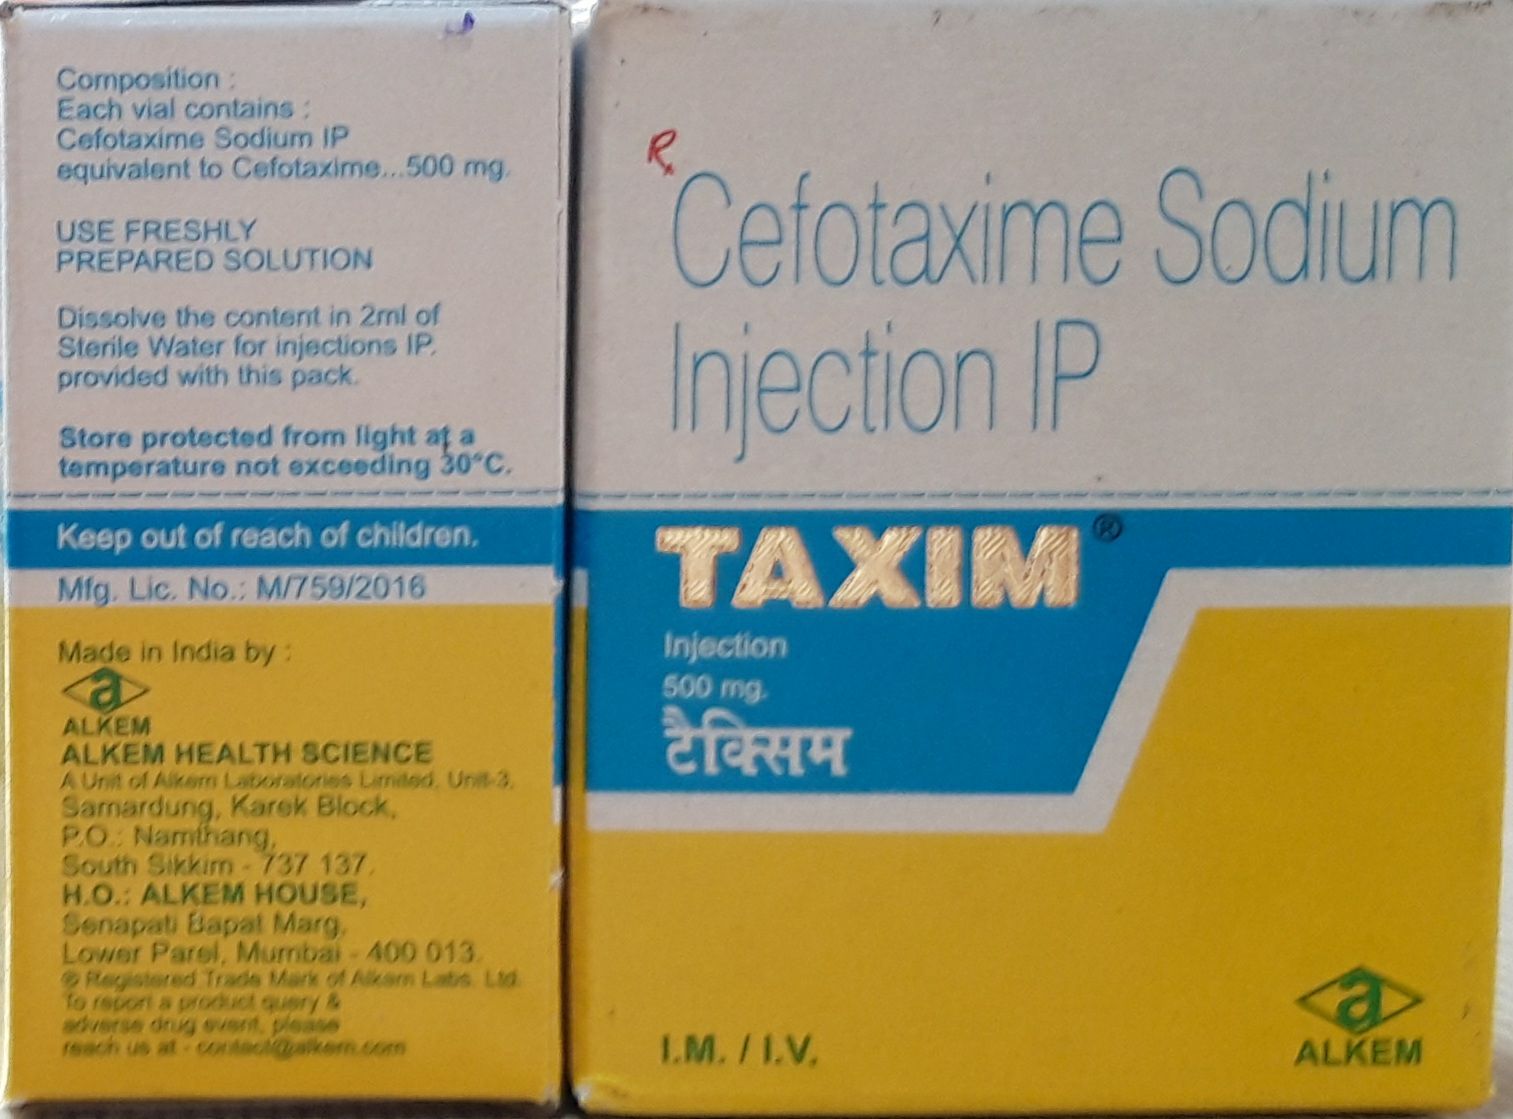 Composition :
Each vial contains :
Cefotaxime Sodium IP
equivalent to Cefotaxime...500 mg.
USE FRESHLY
PREPARED SOLUTION
Dissolve the content in 2ml of
Sterile Water for injections IP.
provided with this pack.
Store protected from light at a
temperature not exceeding 30°C.
Keep out of reach of children.
Mfg. Lic. No.: M/759/2016
Made in India by :
a
ALKEM
ALKEM HEALTH SCIENCE
A Unit of Alkem Laboratories Limited, Unit-3,
Samardung, Karek Block,
P.O.: Namthang,
South Sikkim - 737 137.
H.O.: ALKEM HOUSE,
Senapati Bapat Marg,
Lower Parel, Mumbai - 400 013.
® Registered Trade Mark of Alkem Labs. Ltd.
To report a product query &
adverse drug event, please
reach us at - contact@alkem.com
Rx
Cefotaxime Sodium
Injection IP
TAXIM®
Injection
500 mg.
टैक्सिम
I.M. / I.V.
a
ALKEM